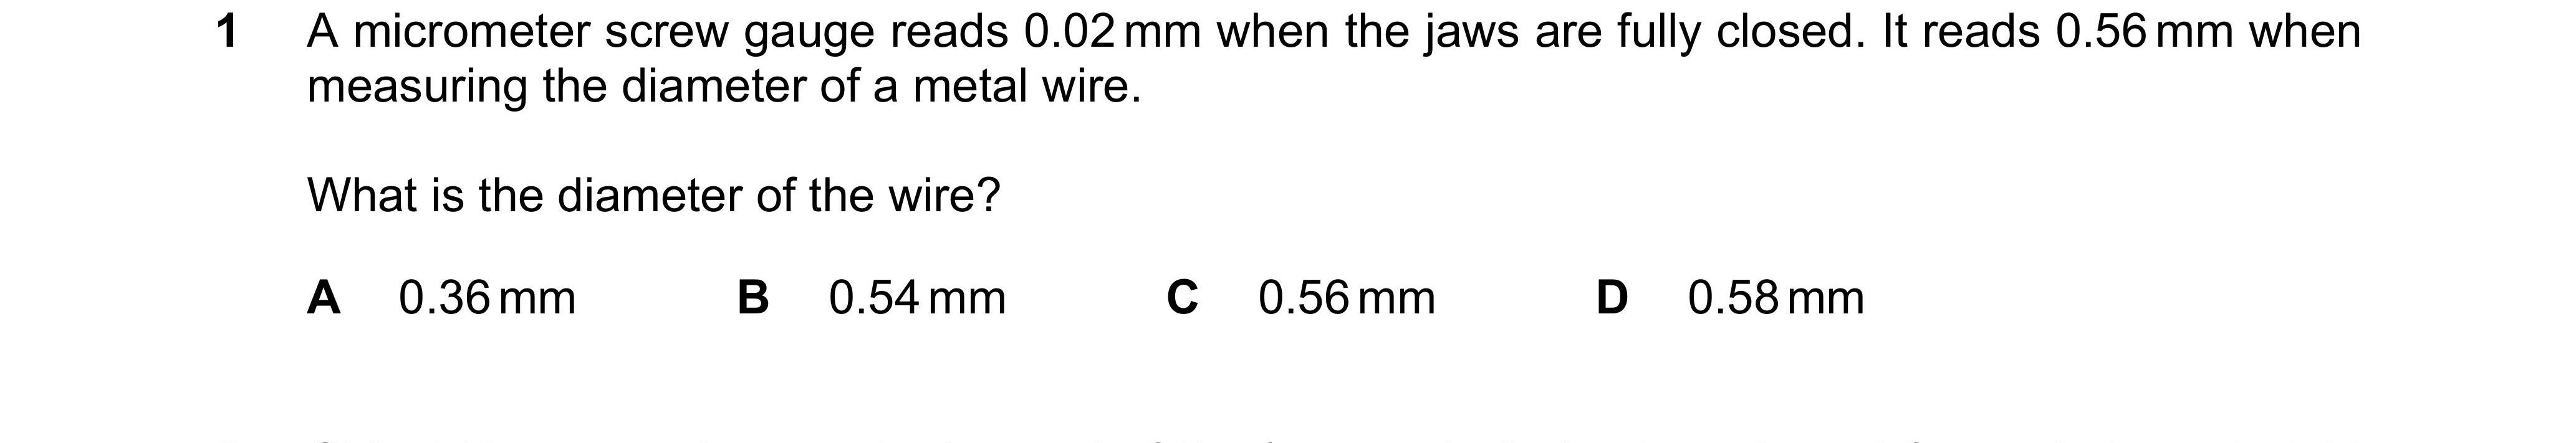 1 A micrometer screw gauge reads 0.02 mm when the jaws are fully closed. It reads 0.56 mm when
measuring the diameter of a metal wire.
What is the diameter of the wire?
A 0.36 mm B 0.54 mm C 0.56 mm D 0.58 mm